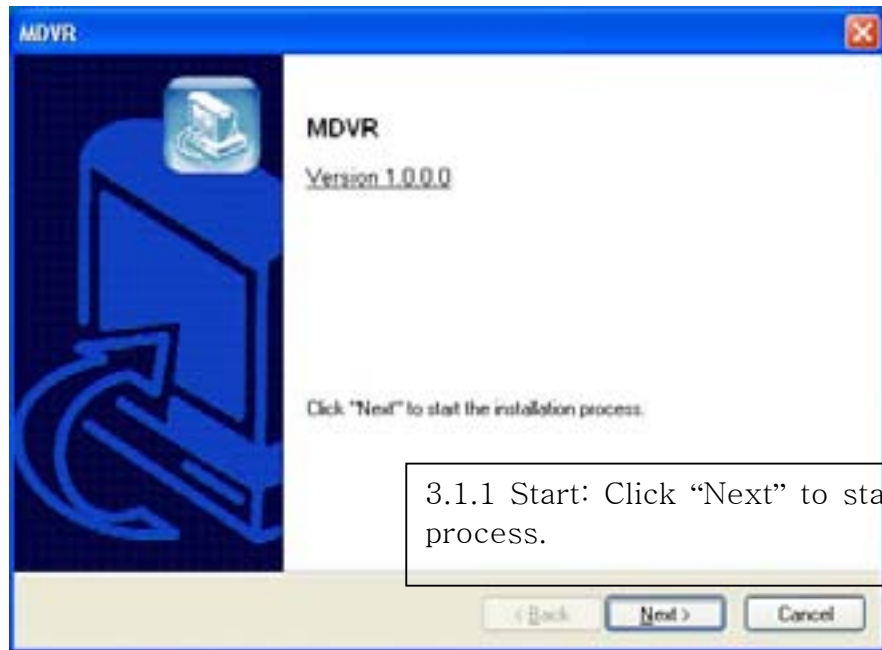 MDVR
MDVR
Version 1.0.0.0
Click "Next" to start the installation process.
3.1.1 Start: Click “Next” to sta
process.
< Back
Next >
Cancel